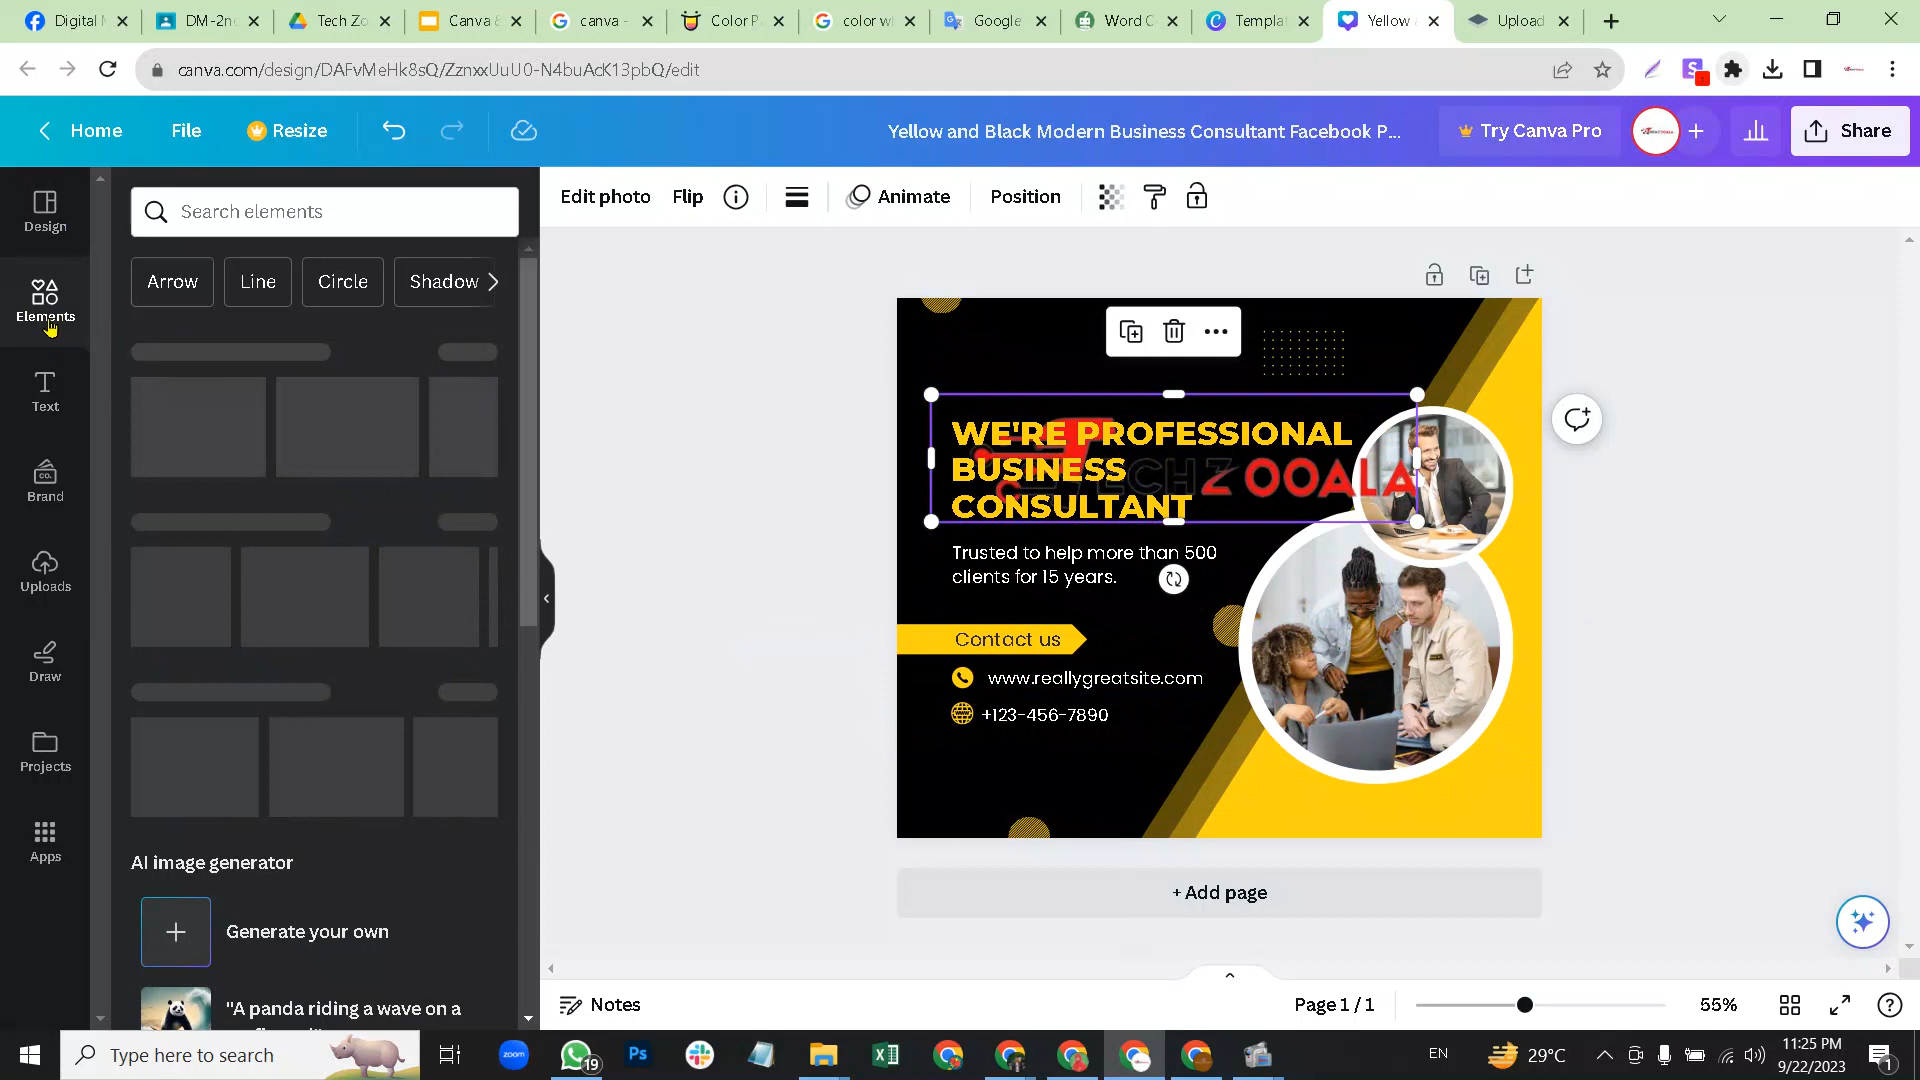 Digital M
DM-2n
Tech Zo
Canva &
canva -
Color P
color w
Google
Word C
Templa
Yellow
Upload
canva.com/design/DAFvMeHk8sQ/ZznxxUuU0-N4buAcK13pbQ/edit
Home
File
Resize
Yellow and Black Modern Business Consultant Facebook P...
Try Canva Pro
Share
Design
Elements
Text
Brand
Uploads
Draw
Projects
Apps
Search elements
Arrow
Line
Circle
Shadow
AI image generator
Generate your own
"A panda riding a wave on a
Edit photo
Flip
Animate
Position
WE'RE PROFESSIONAL
BUSINESS
CONSULTANT
TECHZOOALA
Trusted to help more than 500
clients for 15 years.
Contact us
www.reallygreatsite.com
+123-456-7890
+ Add page
Notes
Page 1 / 1
55%
Type here to search
zoom
19
Ps
EN
29°C
11:25 PM
9/22/2023
1